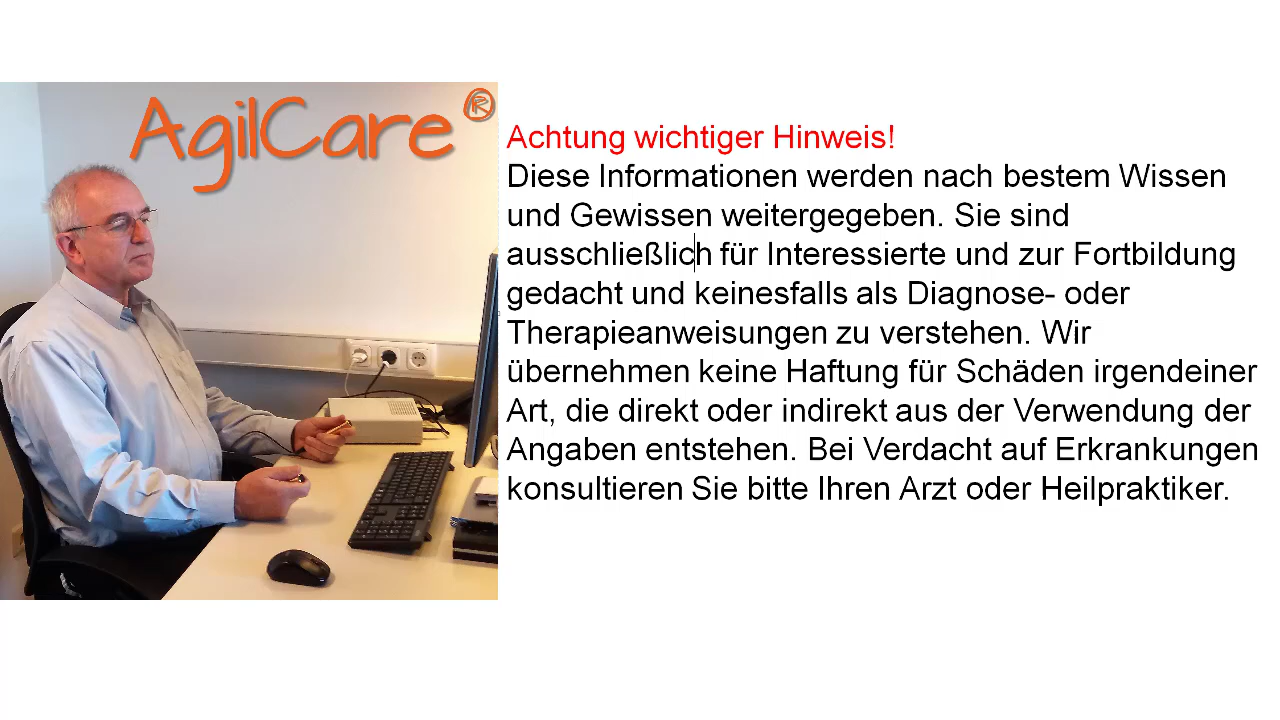 AgilCare®
Achtung wichtiger Hinweis!
Diese Informationen werden nach bestem Wissen
und Gewissen weitergegeben. Sie sind
ausschließlich für Interessierte und zur Fortbildung
gedacht und keinesfalls als Diagnose- oder
Therapieanweisungen zu verstehen. Wir
übernehmen keine Haftung für Schäden irgendeiner
Art, die direkt oder indirekt aus der Verwendung der
Angaben entstehen. Bei Verdacht auf Erkrankungen
konsultieren Sie bitte Ihren Arzt oder Heilpraktiker.